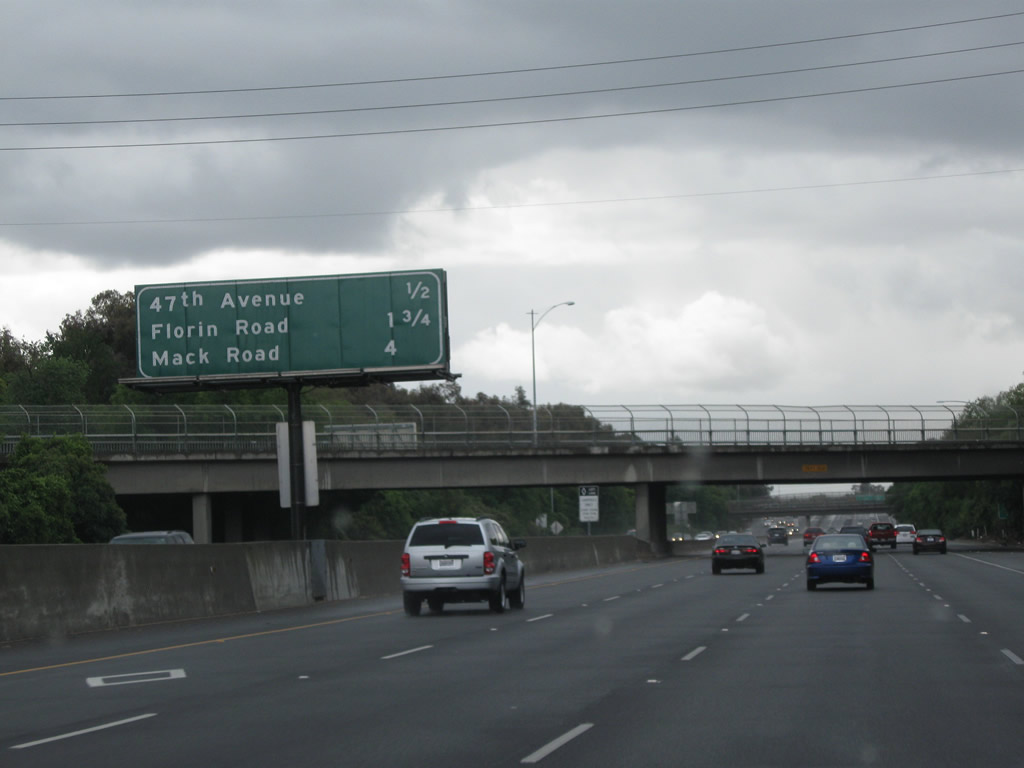 47th Avenue 1/2
Florin Road 1 3/4
Mack Road 4